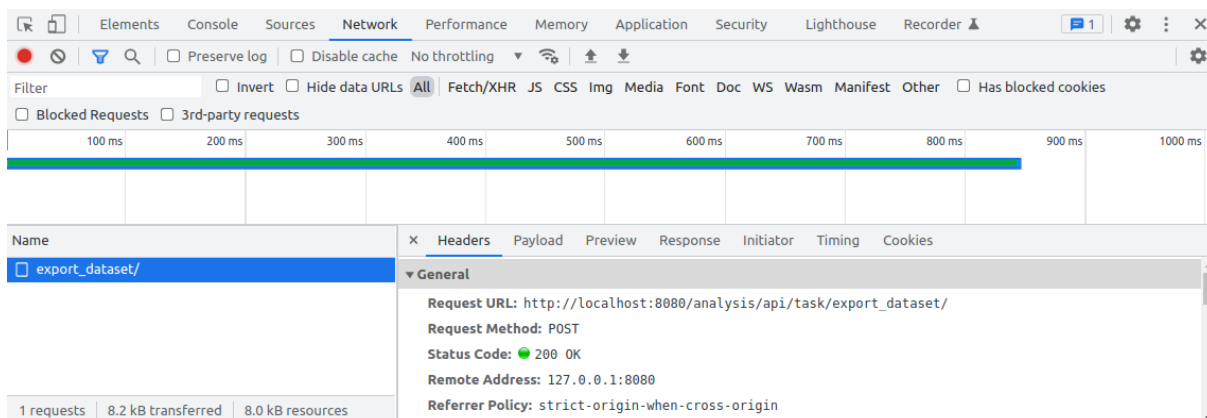 Elements Console Sources Network Performance Memory Application Security Lighthouse Recorder 1
Preserve log Disable cache No throttling
Filter Invert Hide data URLs All Fetch/XHR JS CSS Img Media Font Doc WS Wasm Manifest Other Has blocked cookies
Blocked Requests 3rd-party requests
100 ms 200 ms 300 ms 400 ms 500 ms 600 ms 700 ms 800 ms 900 ms 1000 ms
Name × Headers Payload Preview Response Initiator Timing Cookies
export_dataset/
General
Request URL: http://localhost:8080/analysis/api/task/export_dataset/
Request Method: POST
Status Code: 200 OK
Remote Address: 127.0.0.1:8080
1 requests 8.2 kB transferred 8.0 kB resources Referrer Policy: strict-origin-when-cross-origin